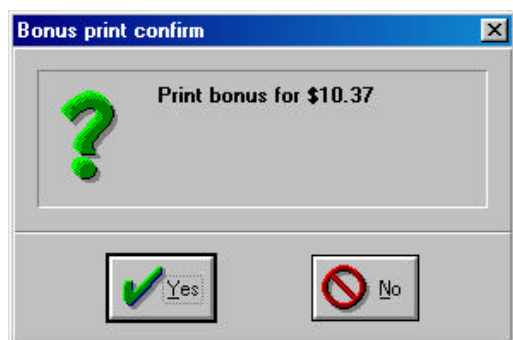 Bonus print confirm
Print bonus for $10.37
Yes
No